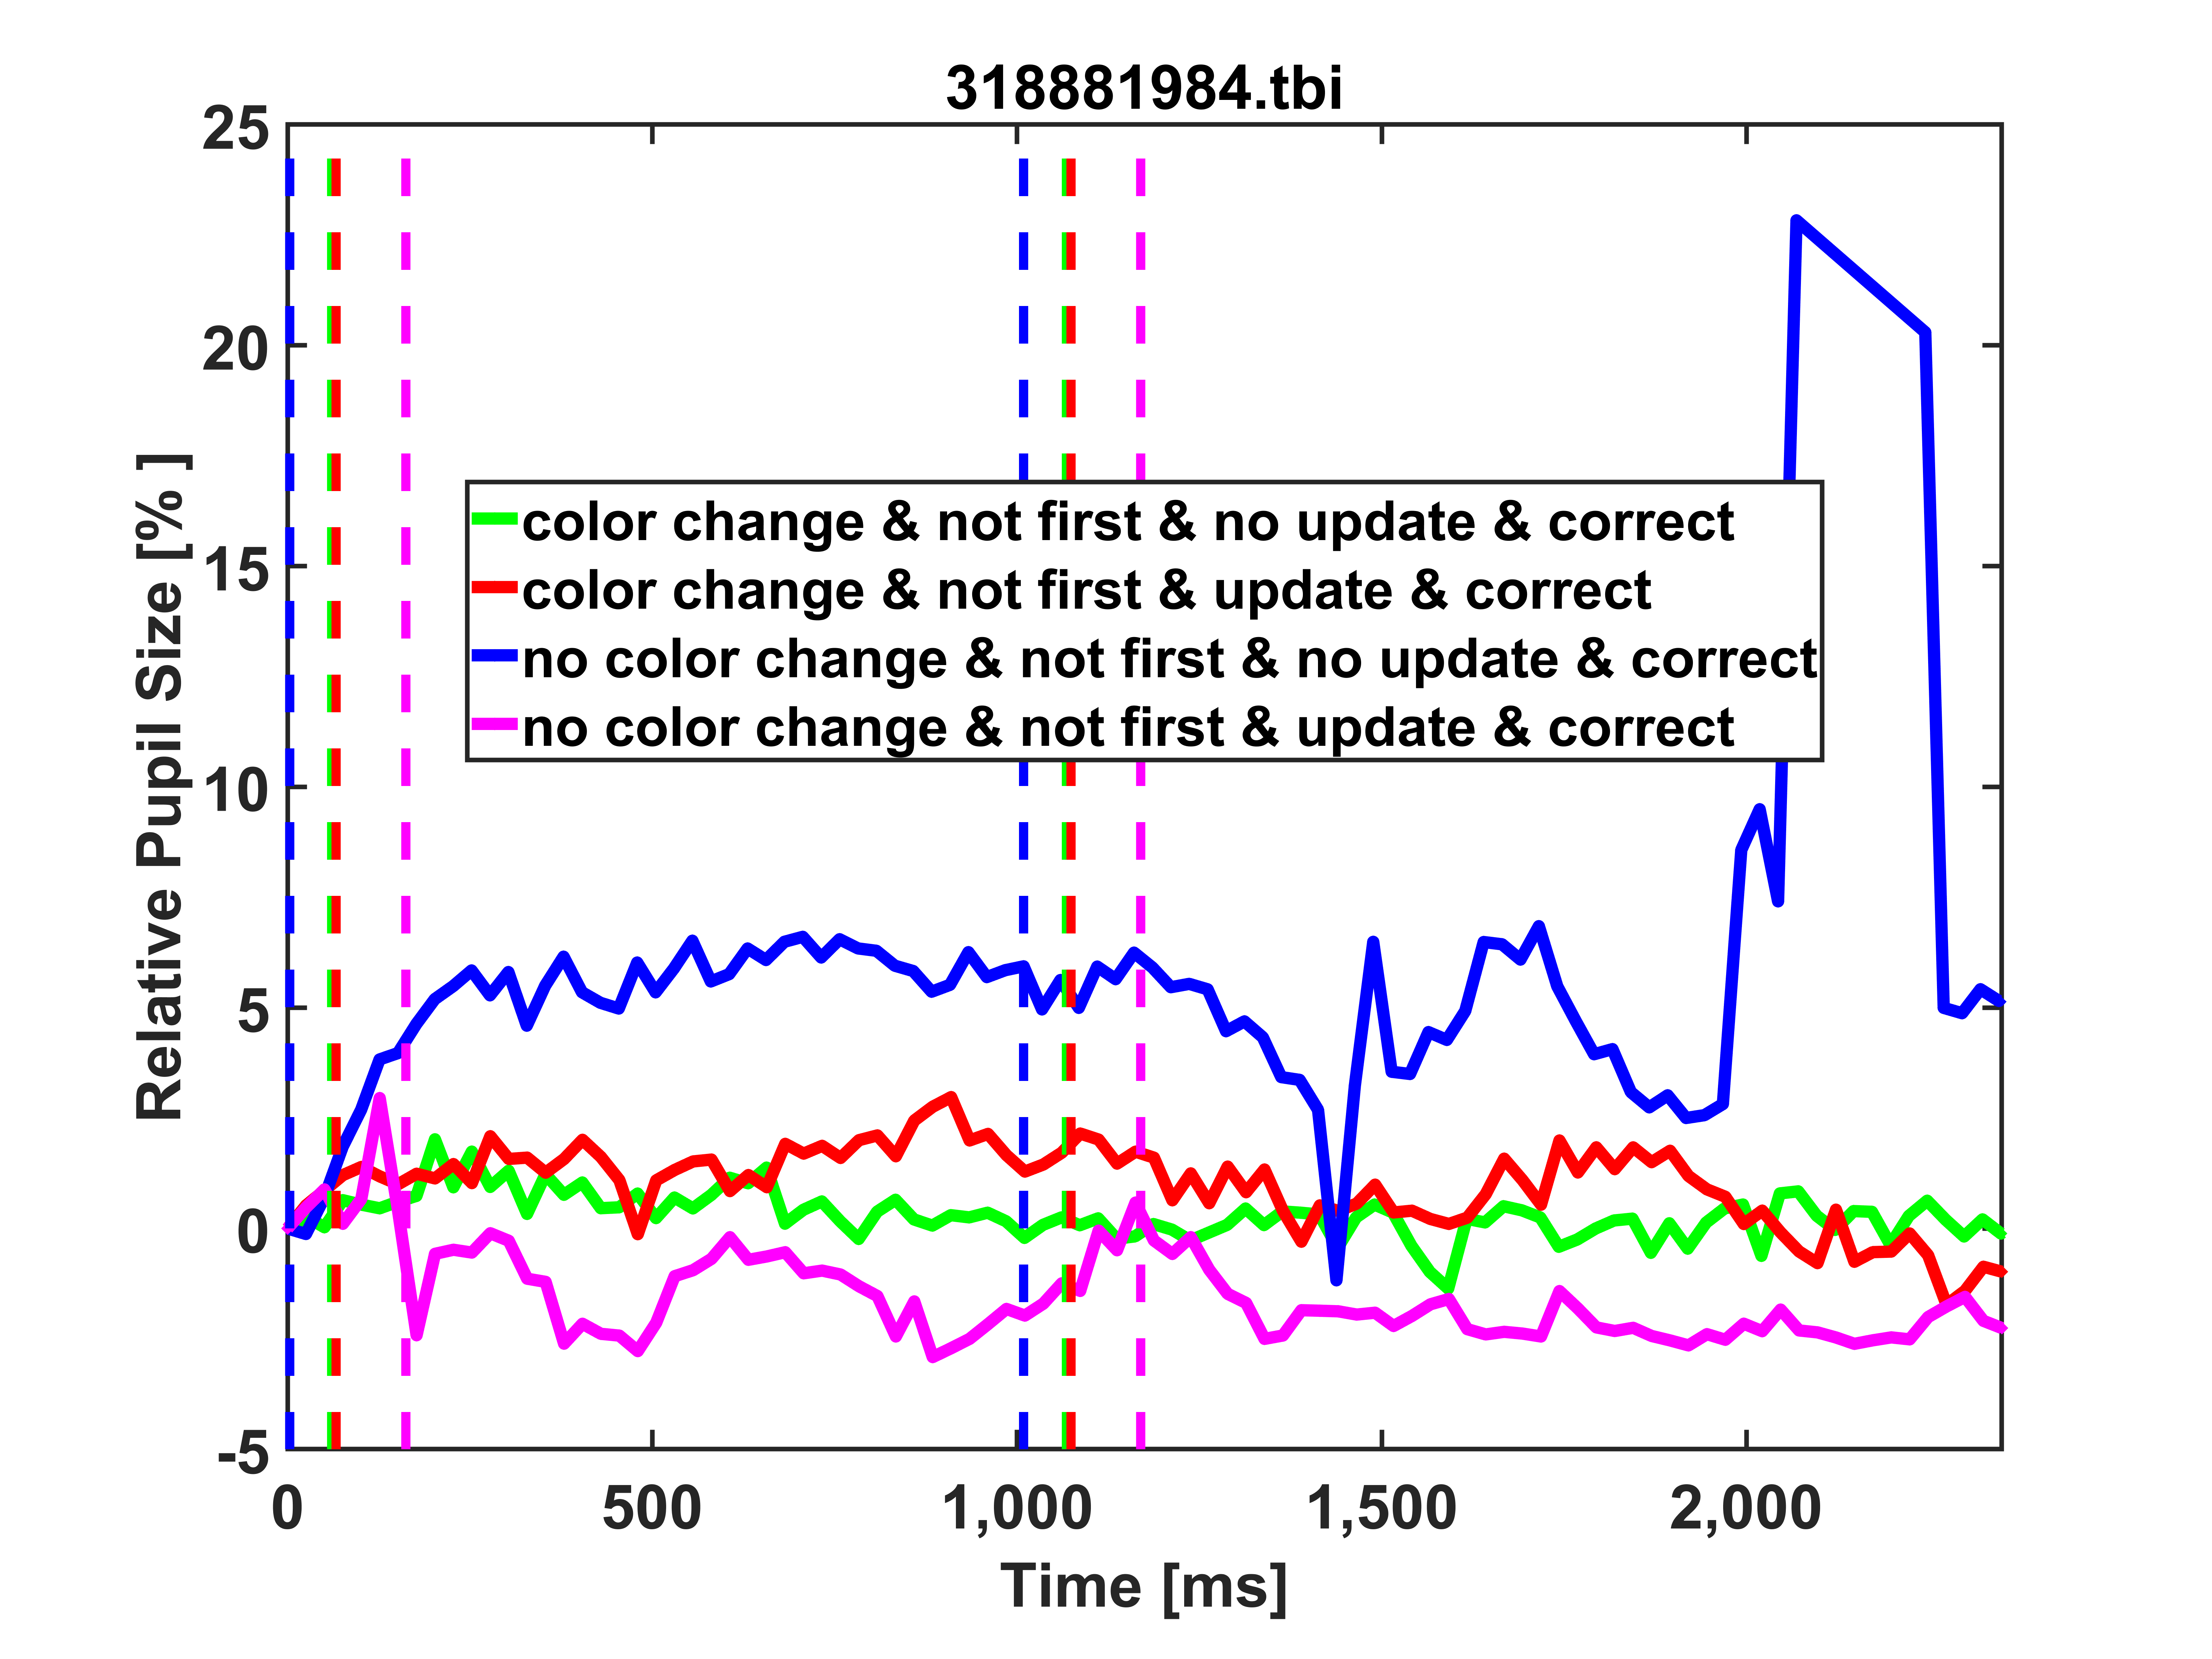 318881984.tbi
25
20
15
10
5
0
-5
Relative Pupil Size [% ]
color change & not first & no update & correct
color change & not first & update & correct
no color change & not first & no update & correct
no color change & not first & update & correct
0 500 1,000 1,500 2,000
Time [ms]